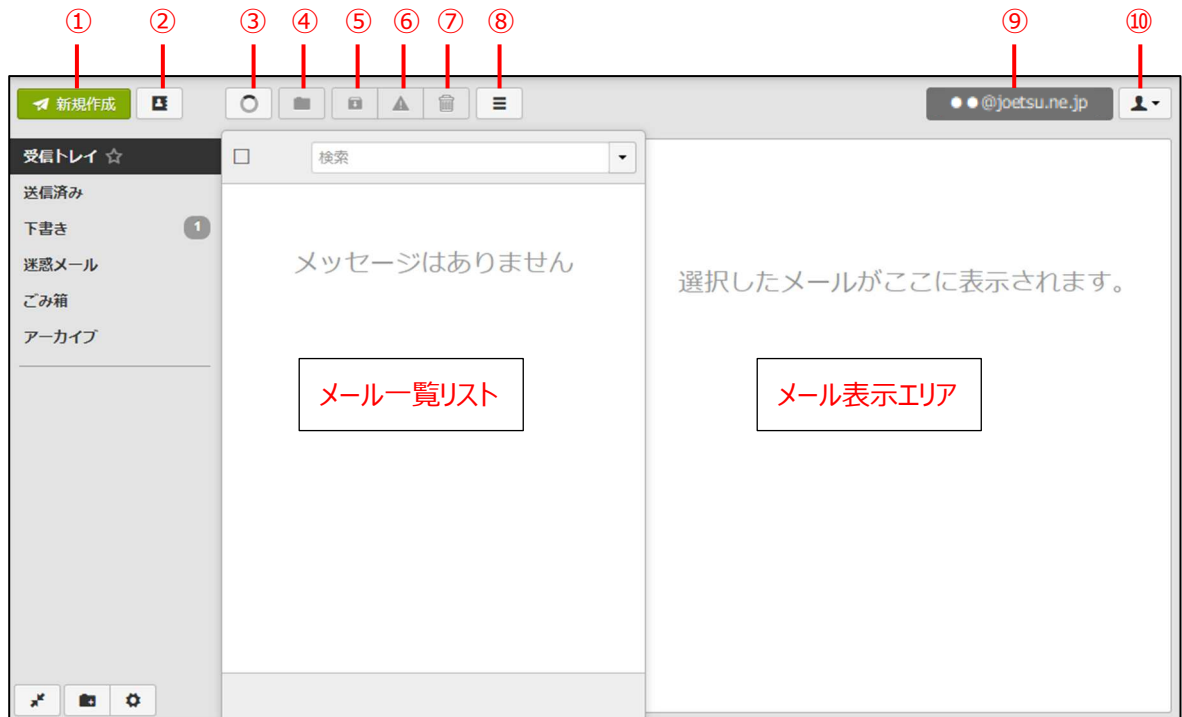 ① ② ③ ④ ⑤ ⑥ ⑦ ⑧ ⑨ ⑩
新規作成
●●@joetsu.ne.jp
受信トレイ ☆
検索
送信済み
下書き 1
迷惑メール
ごみ箱
アーカイブ
メッセージはありません
選択したメールがここに表示されます。
メール一覧リスト
メール表示エリア